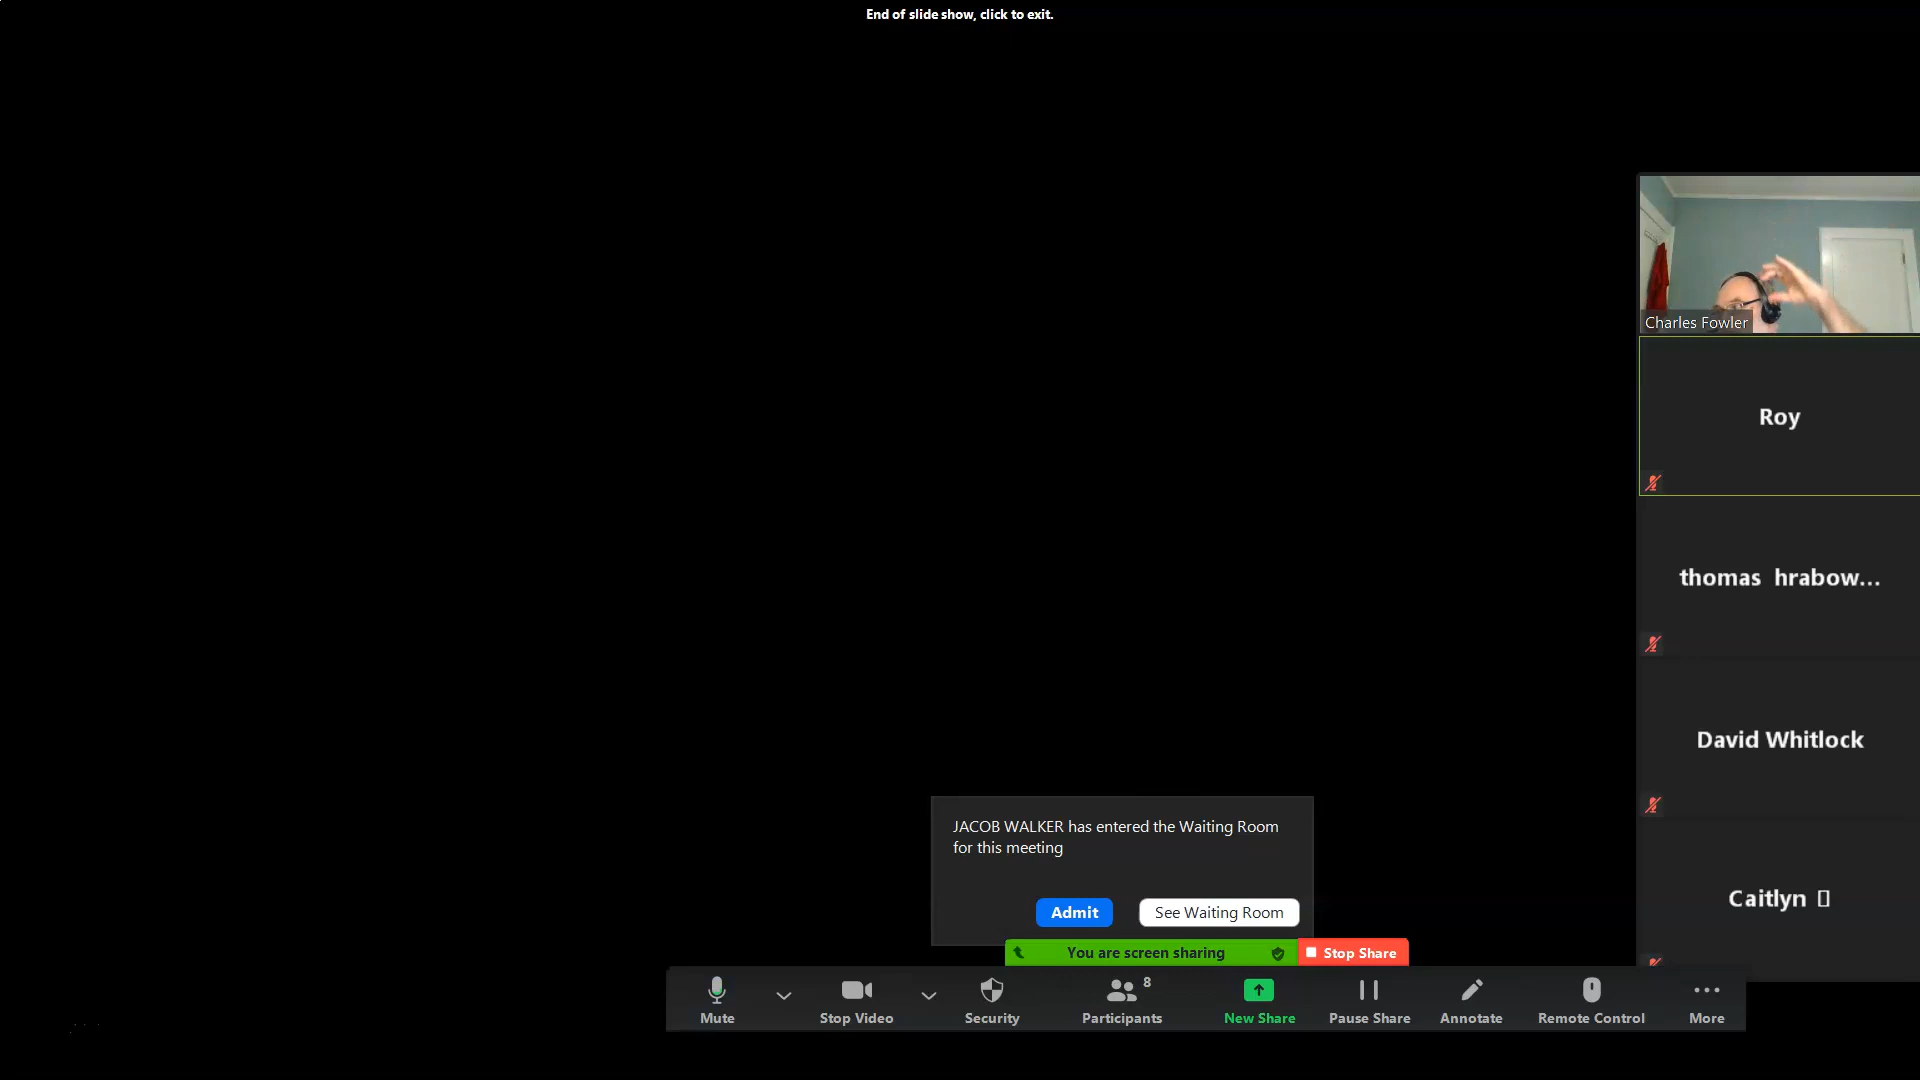 End of slide show, click to exit.
Charles Fowler
Roy
thomas hrabow...
David Whitlock
Caitlyn
JACOB WALKER has entered the Waiting Room
for this meeting
Admit
See Waiting Room
You are screen sharing
Stop Share
Mute
Stop Video
Security
Participants
8
New Share
Pause Share
Annotate
Remote Control
More